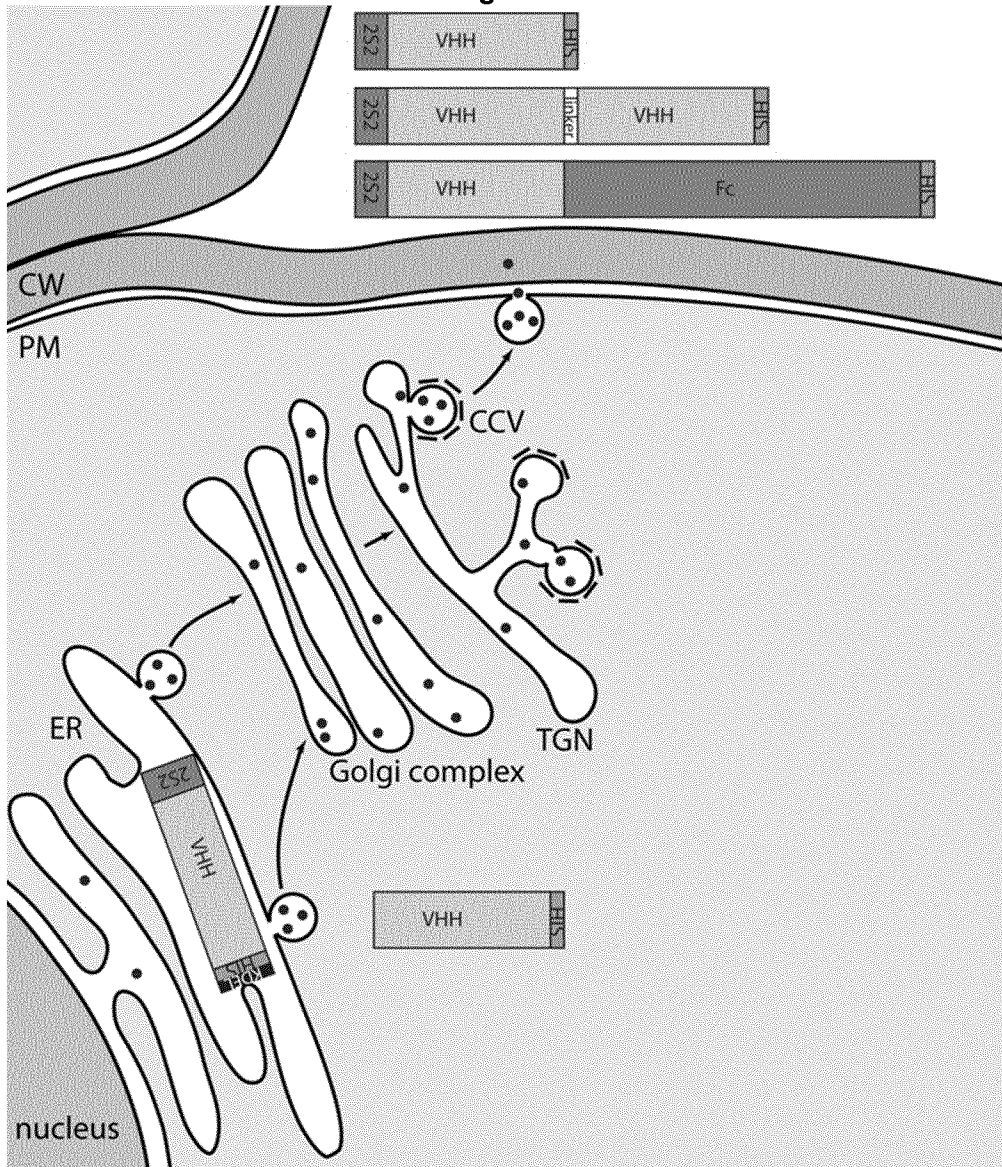 2S2 VHH HIS
2S2 VHH linker VHH HIS
2S2 VHH Fc HIS
CW
PM
CCV
ER
TGN
Golgi complex
2S2
VHH
HIS
KDEL
VHH HIS
nucleus